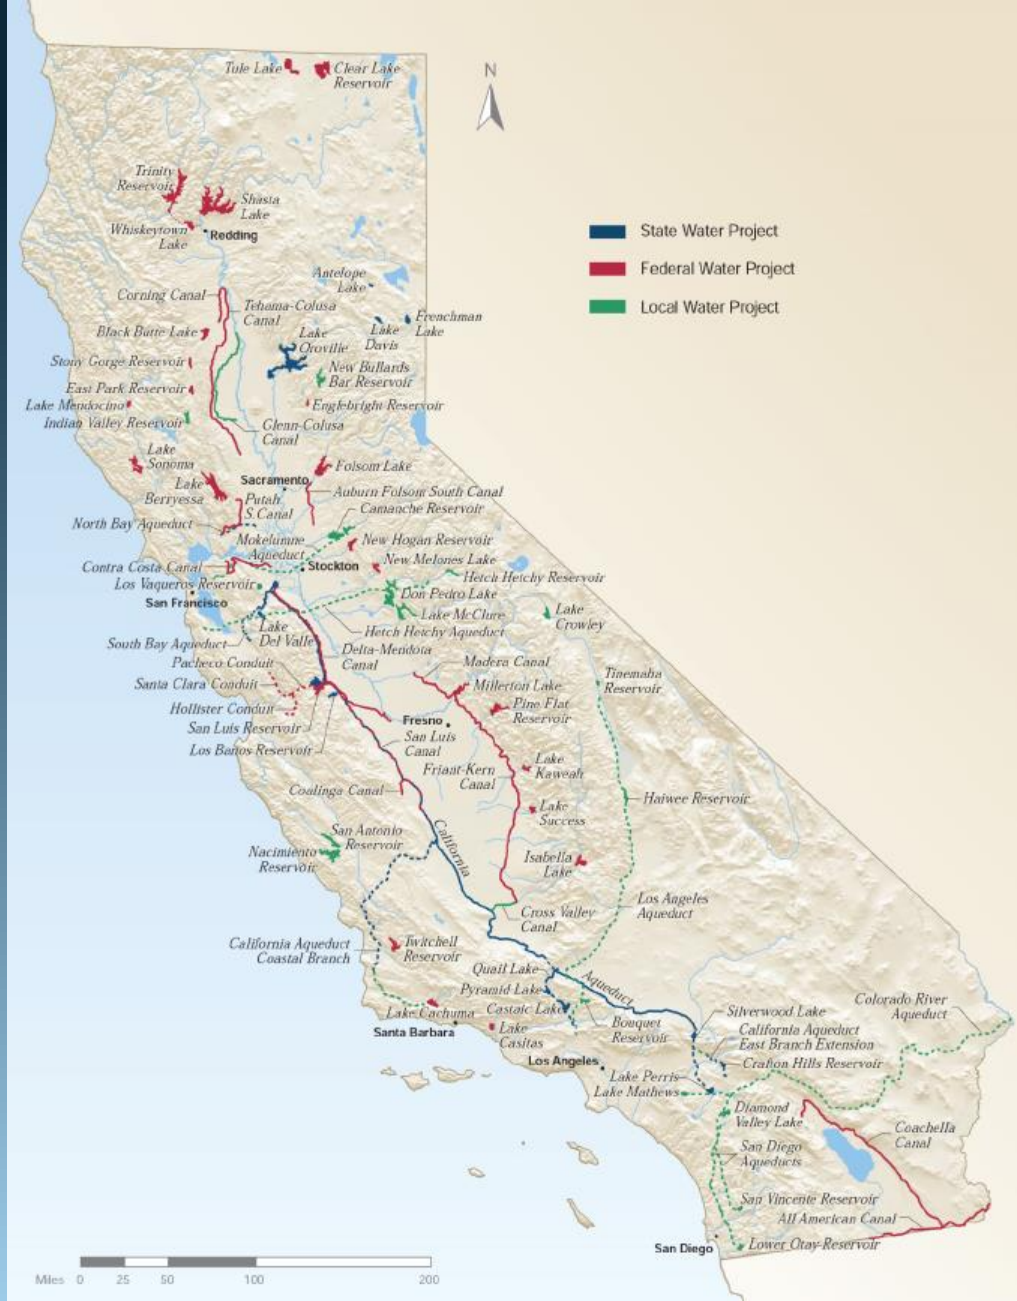 Tule Lake
Clear Lake
Reservoir
N
Trinity
Reservoir
Shasta
Lake
Whiskeytown
Lake
Redding
State Water Project
Federal Water Project
Local Water Project
Antelope
Lake
Corning Canal
Tehama-Colusa
Canal
Frenchman
Lake
Lake
Davis
Black Butte Lake
Lake
Oroville
Stony Gorge Reservoir
New Bullards
Bar Reservoir
East Park Reservoir
Lake Mendocino
Englebright Reservoir
Indian Valley Reservoir
Glenn-Colusa
Canal
Lake
Sonoma
Folsom Lake
Lake
Berryessa
Sacramento
Auburn Folsom South Canal
Putah
S.Canal
Camanche Reservoir
North Bay Aqueduct
Mokelumne
Aqueduct
New Hogan Reservoir
New Melones Lake
Contra Costa Canal
Stockton
Hetch Hetchy Reservoir
Los Vaqueros Reservoir
Don Pedro Lake
San Francisco
Lake McClure
Lake
Crowley
Lake
Del Valle
Hetch Hetchy Aqueduct
South Bay Aqueduct
Delta-Mendota
Canal
Pacheco Conduit
Madera Canal
Tinemaha
Reservoir
Santa Clara Conduit
Millerton Lake
Hollister Conduit
Pine Flat
Reservoir
San Luis Reservoir
Fresno
Los Banos Reservoir
San Luis
Canal
Friant-Kern
Canal
Lake
Kaweah
Coalinga Canal
Haiwee Reservoir
Lake
Success
San Antonio
Reservoir
California
Nacimiento
Reservoir
Isabella
Lake
Los Angeles
Aqueduct
Cross Valley
Canal
California Aqueduct
Coastal Branch
Twitchell
Reservoir
Quail Lake
Aqueduct
Pyramid Lake
Colorado River
Aqueduct
Lake Cachuma
Castaic Lake
Silverwood Lake
Santa Barbara
Lake
Casitas
Bouquet
Reservoir
California Aqueduct
East Branch Extension
Los Angeles
Crafton Hills Reservoir
Lake Perris
Lake Mathews
Diamond
Valley Lake
Coachella
Canal
San Diego
Aqueducts
San Vincente Reservoir
All American Canal
San Diego
Lower Otay Reservoir
Miles 0 25 50 100 200